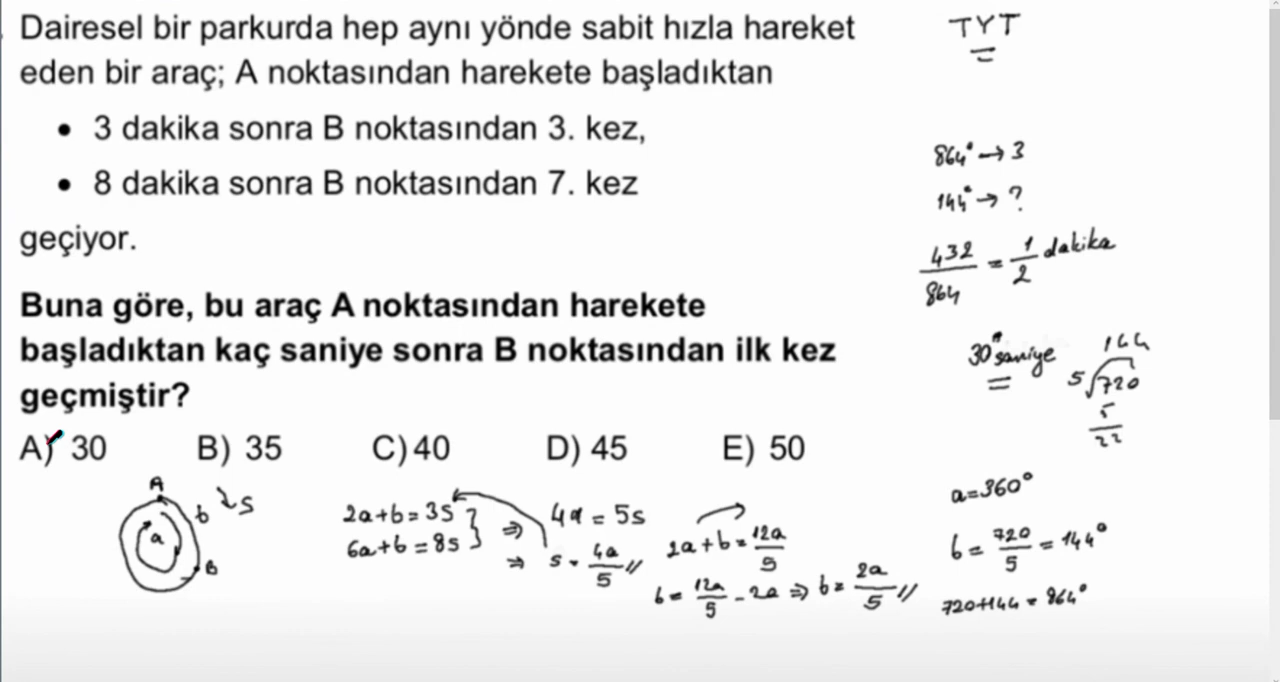 Dairesel bir parkurda hep aynı yönde sabit hızla hareket
eden bir araç; A noktasından harekete başladıktan
• 3 dakika sonra B noktasından 3. kez,
• 8 dakika sonra B noktasından 7. kez
geçiyor.
Buna göre, bu araç A noktasından harekete
başladıktan kaç saniye sonra B noktasından ilk kez
geçmiştir?
A) 30 B) 35 C) 40 D) 45 E) 50
A
b
s
a
B
2a+b=3s
6a+b=8s
⇒ 4a=5s
⇒ s=4a/5
2a+b=12a/5
b=12a/5-2a⇒b=2a/5
TYT
864°→3
144°→?
432/864=1/2 dakika
30 saniye
144
5 720
5
22
a=360°
b=720/5=144°
720+144=864°